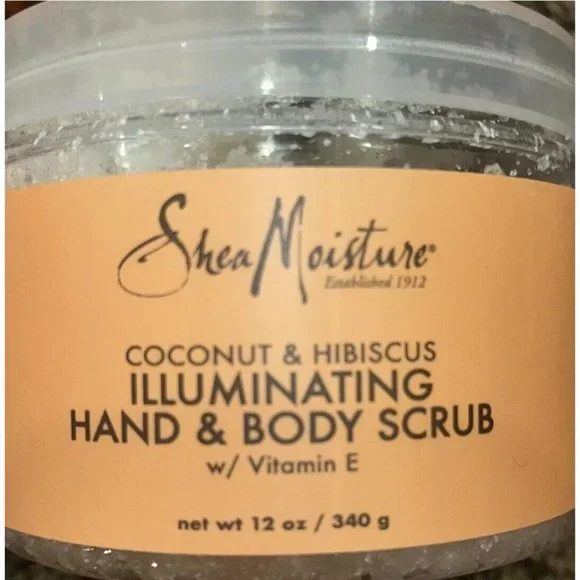 SheaMoisture®
Established 1912
COCONUT & HIBISCUS
ILLUMINATING
HAND & BODY SCRUB
w/ Vitamin E
net wt 12 oz / 340 g